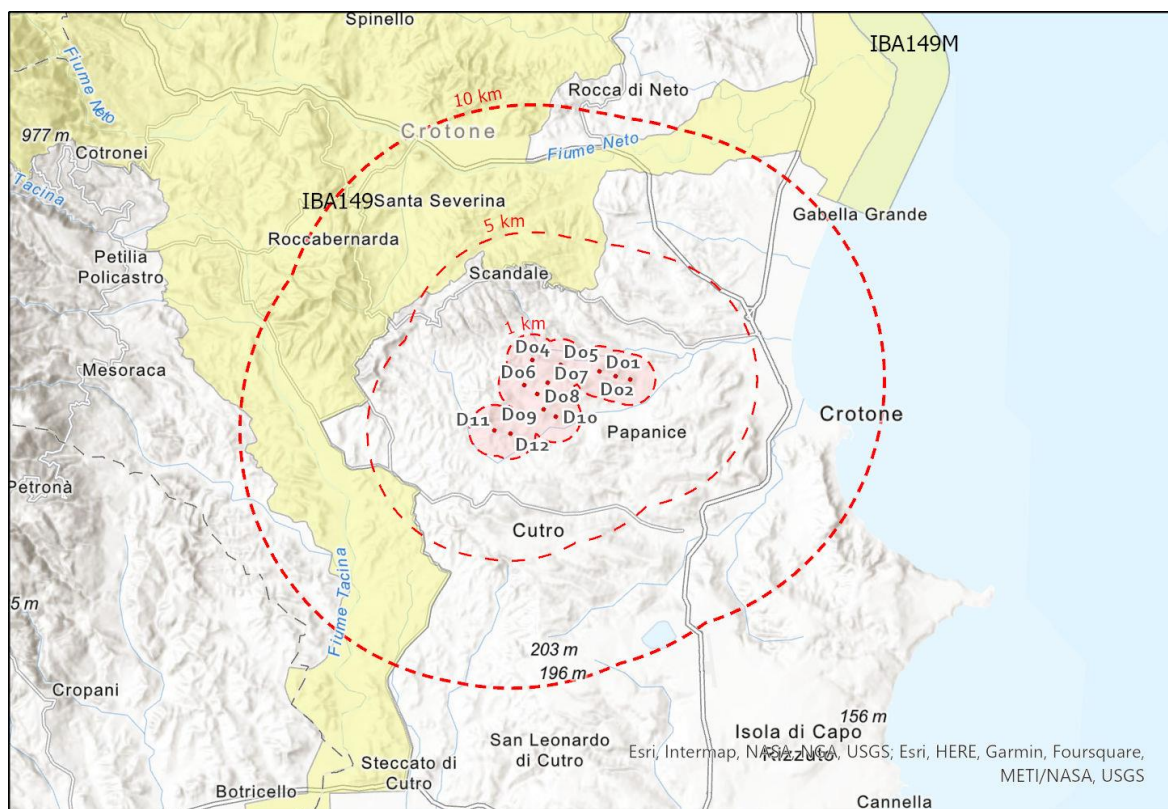 Spinello
IBA149M
Fiume Neto
10 km
Rocca di Neto
977 m
Crotone
Cotronei
Fiume Neto
Tacina
IBA149
Santa Severina
Gabella Grande
5 km
Roccabernarda
Petilia
Policastro
Scandale
1 km
D04
D05
D01
Mesoraca
D06
D07
D02
D08
D09
D10
Crotone
D11
Papanice
D12
Petronà
Cutro
Fiume Tacina
5 m
203 m
196 m
Cropani
156 m
San Leonardo
di Cutro
Isola di Capo
Rizzuto
Esri, Intermap, NASA, NGA, USGS; Esri, HERE, Garmin, Foursquare,
METI/NASA, USGS
Steccato di
Cutro
Botricello
Cannella